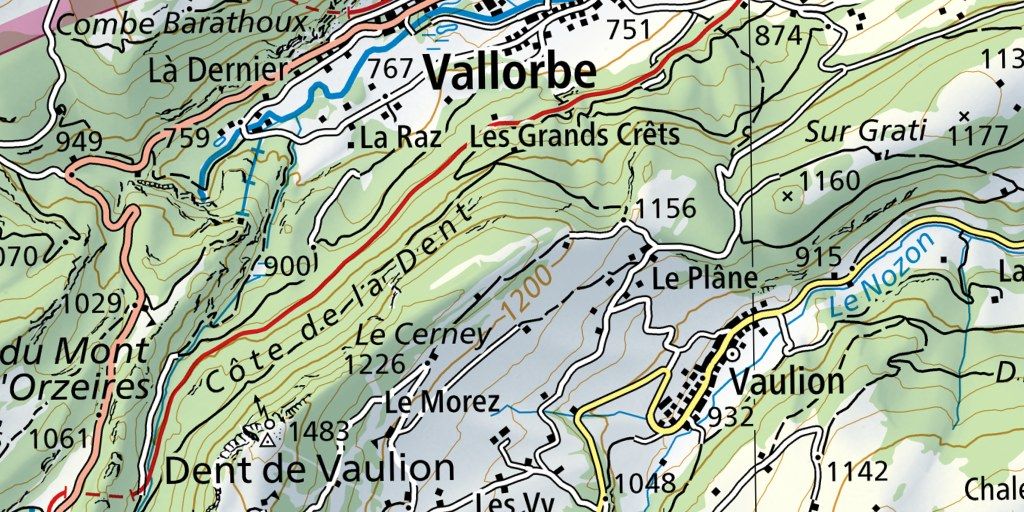 Combe Barathoux
751
874
113
Là Dernier
767
Vallorbe
949
759
La Raz
Les Grands Crêts
Sur Grati
1177
1160
1156
070
900
915
Le Plâne
Le Nozon
La
1029
1200
Côte de la Dent
Le Cerney
1226
du Mont
'Orzeires
Le Morez
Vaulion
D.
932
1061
1483
Dent de Vaulion
1048
1142
Les Vy
Chale